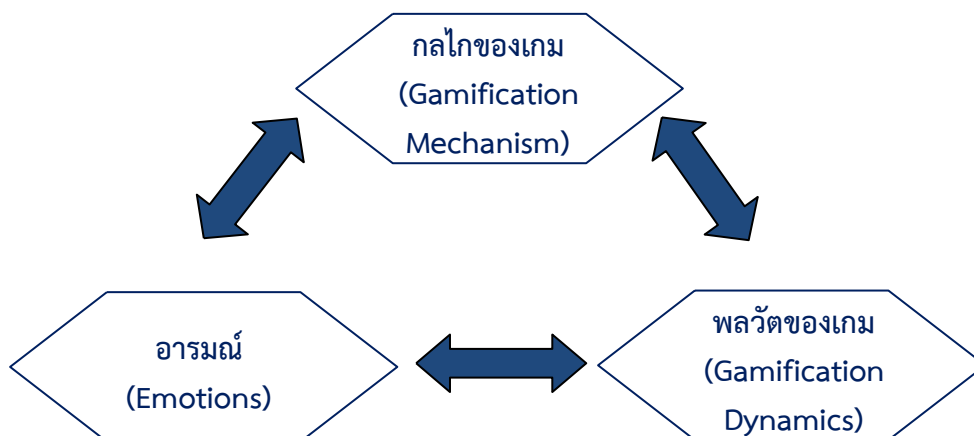 กลไกของเกม
(Gamification
Mechanism)
อารมณ์
(Emotions)
พลวัตของเกม
(Gamification
Dynamics)